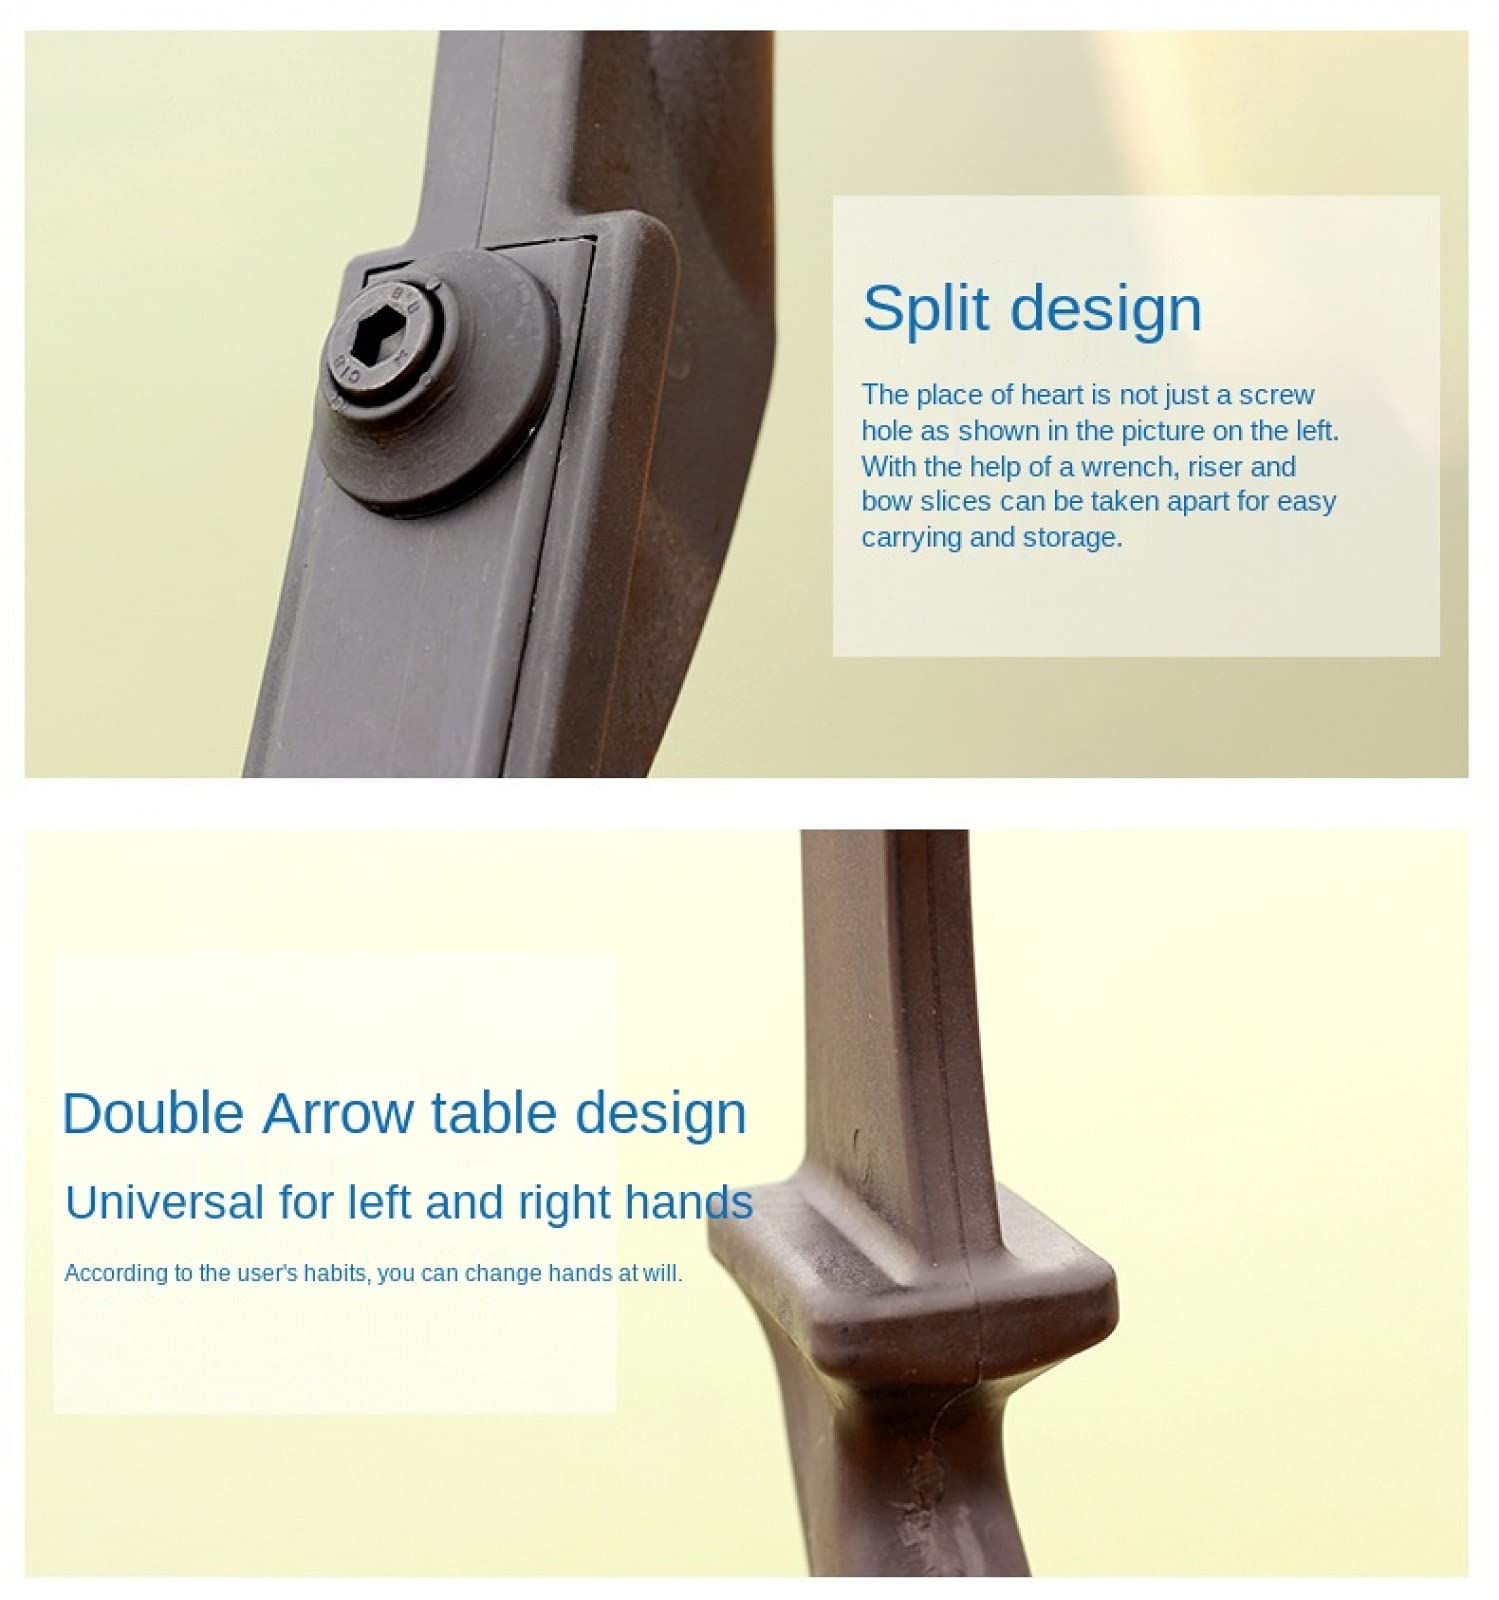 Split design
The place of heart is not just a screw
hole as shown in the picture on the left.
With the help of a wrench, riser and
bow slices can be taken apart for easy
carrying and storage.
Double Arrow table design
Universal for left and right hands
According to the user's habits, you can change hands at will.